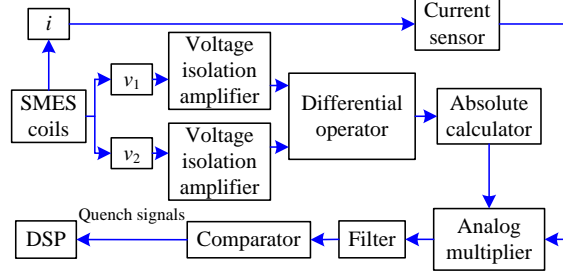 i
Current
sensor
SMES
coils
v₁
Voltage
isolation
amplifier
v₂
Voltage
isolation
amplifier
Differential
operator
Absolute
calculator
Quench signals
DSP
Comparator
Filter
Analog
multiplier